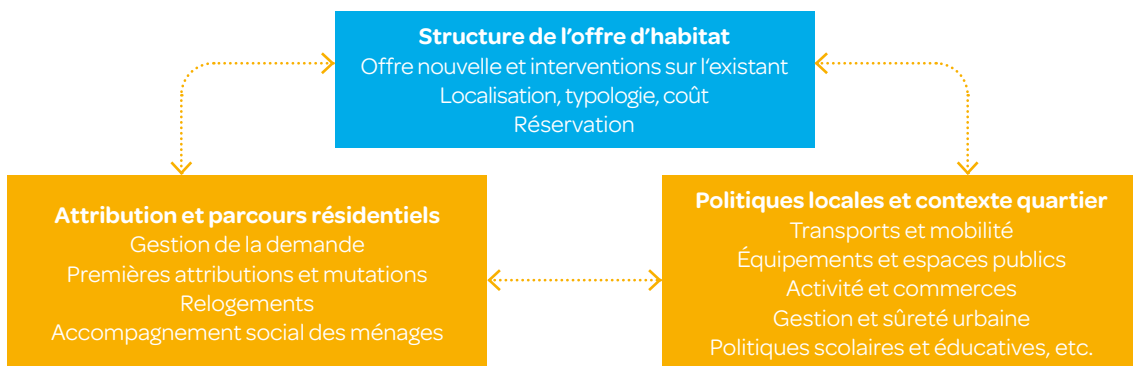 Structure de l'offre d'habitat
Offre nouvelle et interventions sur l'existant
Localisation, typologie, coût
Réservation
Attribution et parcours résidentiels
Gestion de la demande
Premières attributions et mutations
Relogements
Accompagnement social des ménages
Politiques locales et contexte quartier
Transports et mobilité
Équipements et espaces publics
Activité et commerces
Gestion et sûreté urbaine
Politiques scolaires et éducatives, etc.